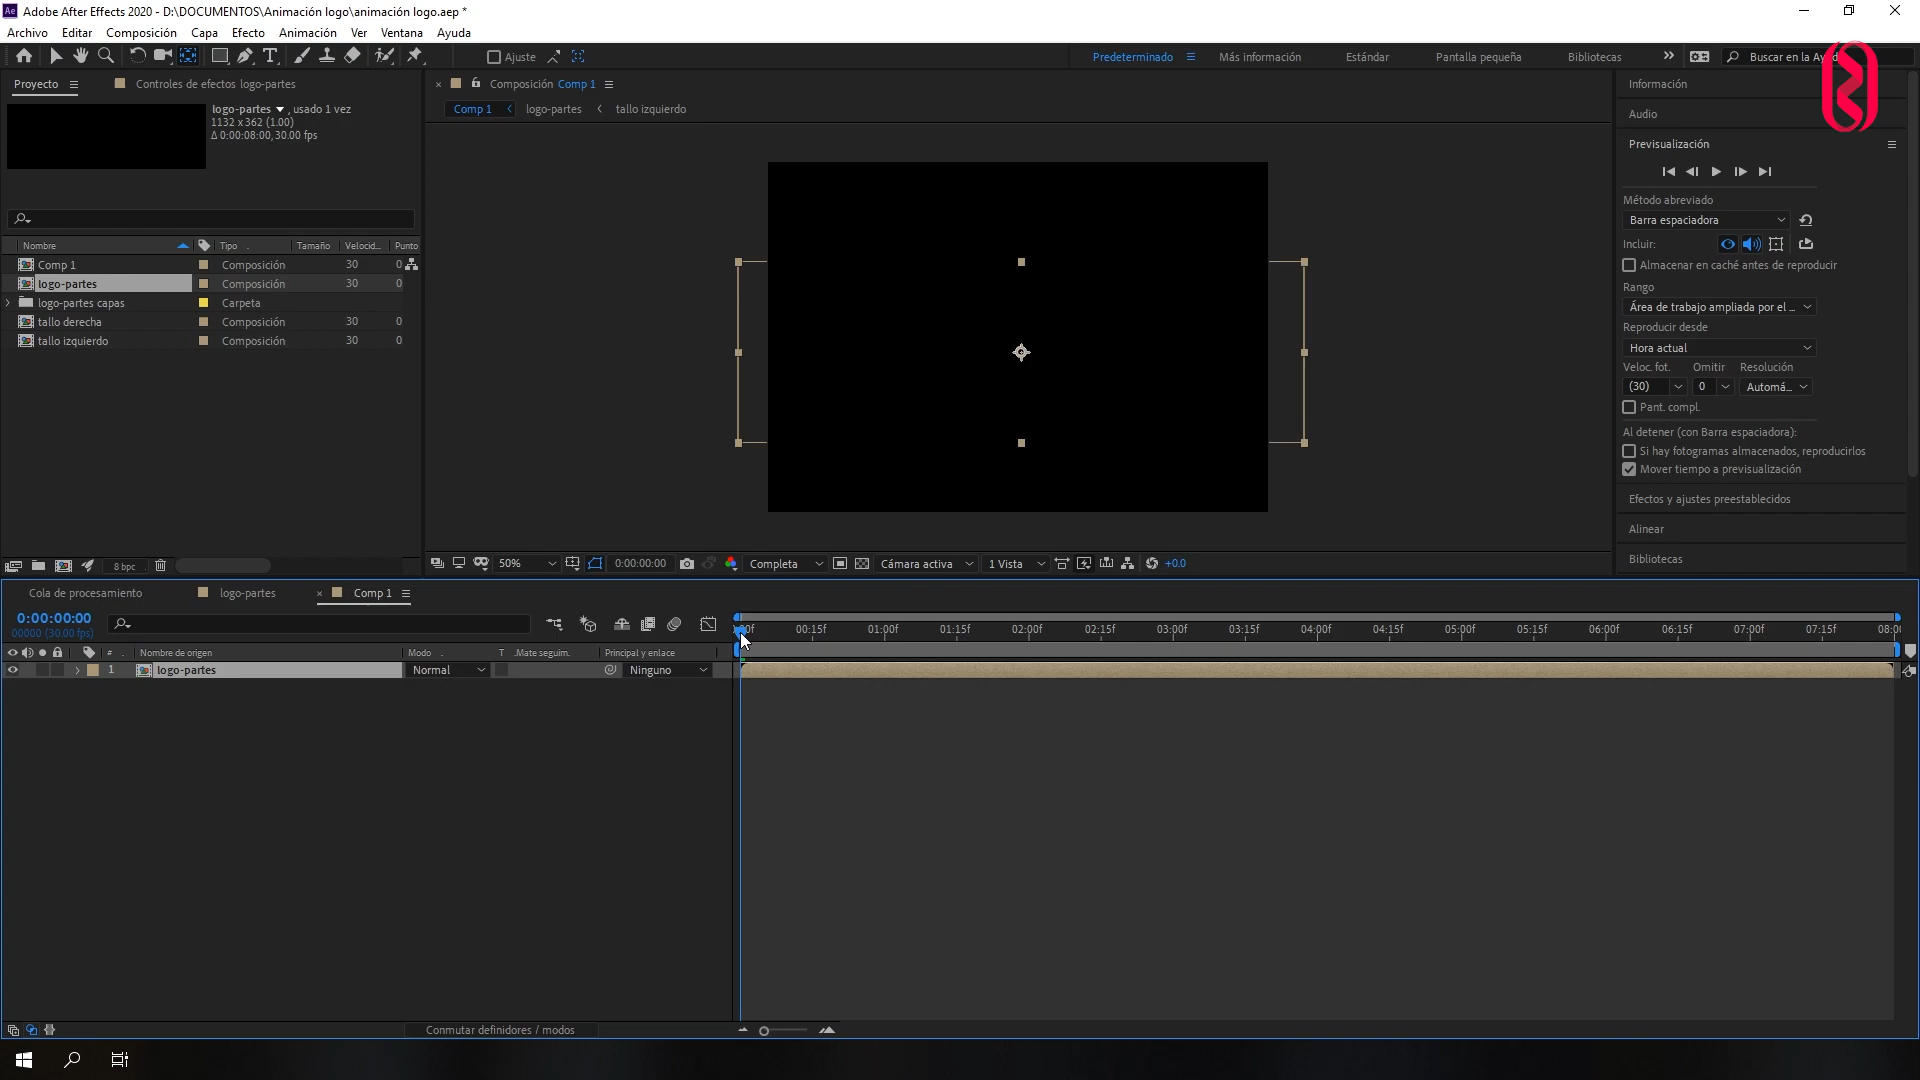 Ae Adobe After Effects 2020 - D:\DOCUMENTOS\Animación logo\animación logo.aep *
Archivo Editar Composición Capa Efecto Animación Ver Ventana Ayuda
Ajuste Predeterminado Más información Estándar Pantalla pequeña Bibliotecas Buscar en la Ayuda
Proyecto Controles de efectos logo-partes
logo-partes , usado 1 vez
1132 x 362 (1.00)
Δ 0:00:08:00, 30.00 fps
Nombre Tipo Tamaño Velocid... Punto
Comp 1 Composición 30 0
logo-partes Composición 30 0
logo-partes capas Carpeta
tallo derecha Composición 30 0
tallo izquierdo Composición 30 0
8 bpc
Composición Comp 1
Comp 1 logo-partes tallo izquierdo
50% 0:00:00:00 Completa Cámara activa 1 Vista +0.0
Información
Audio
Previsualización
Método abreviado
Barra espaciadora
Incluir:
Almacenar en caché antes de reproducir
Rango
Área de trabajo ampliada por el ...
Reproducir desde
Hora actual
Veloc. fot. Omitir Resolución
(30) 0 Automá...
Pant. compl.
Al detener (con Barra espaciadora):
Si hay fotogramas almacenados, reproducirlos
Mover tiempo a previsualización
Efectos y ajustes preestablecidos
Alinear
Bibliotecas
Cola de procesamiento logo-partes Comp 1
0:00:00:00
00000 (30.00 fps)
00:15f 01:00f 01:15f 02:00f 02:15f 03:00f 03:15f 04:00f 04:15f 05:00f 05:15f 06:00f 06:15f 07:00f 07:15f 08:00
# Nombre de origen Modo T .Mate seguim. Principal y enlace
1 logo-partes Normal Ninguno
Conmutar definidores / modos